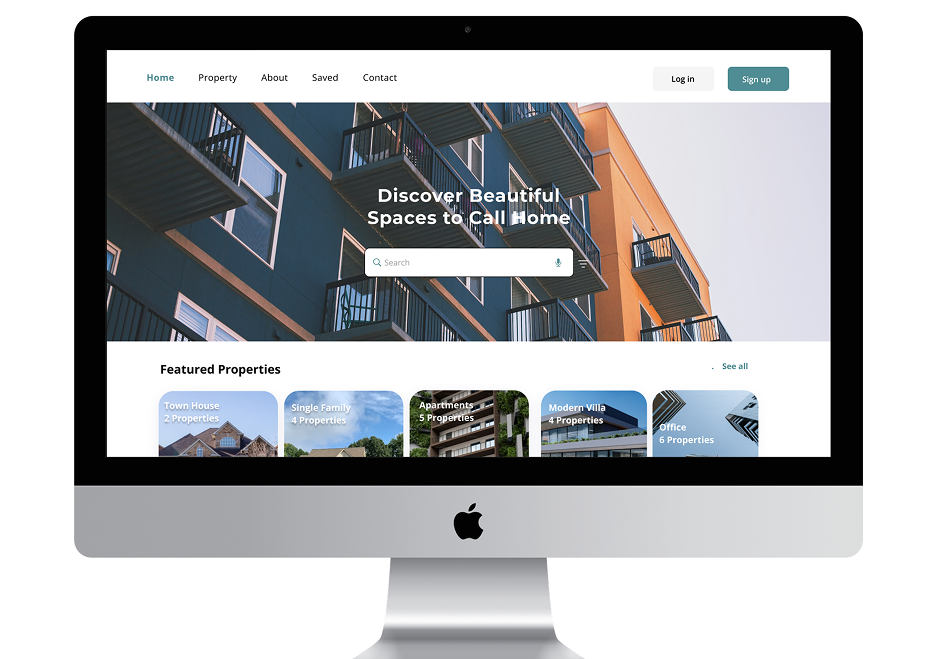 Home Property About Saved Contact Log in Sign up
Discover Beautiful
Spaces to Call Home
Search
Featured Properties
. See all
Town House
2 Properties
Single Family
4 Properties
Apartments
5 Properties
Modern Villa
4 Properties
Office
6 Properties